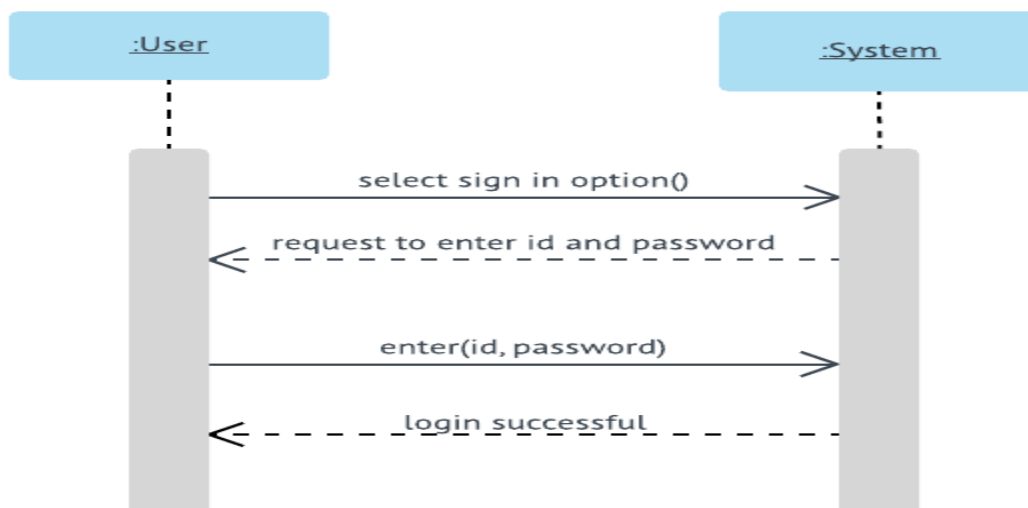 :User
:System
select sign in option()
request to enter id and password
enter(id, password)
login successful